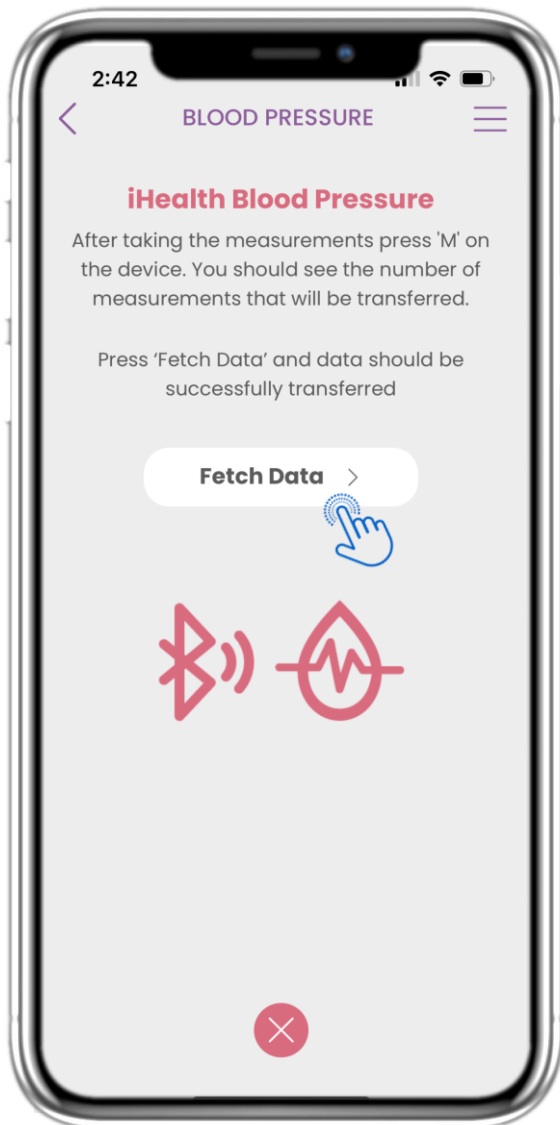 2:42
BLOOD PRESSURE
iHealth Blood Pressure
After taking the measurements press 'M' on
the device. You should see the number of
measurements that will be transferred.
Press ‘Fetch Data’ and data should be
successfully transferred
Fetch Data